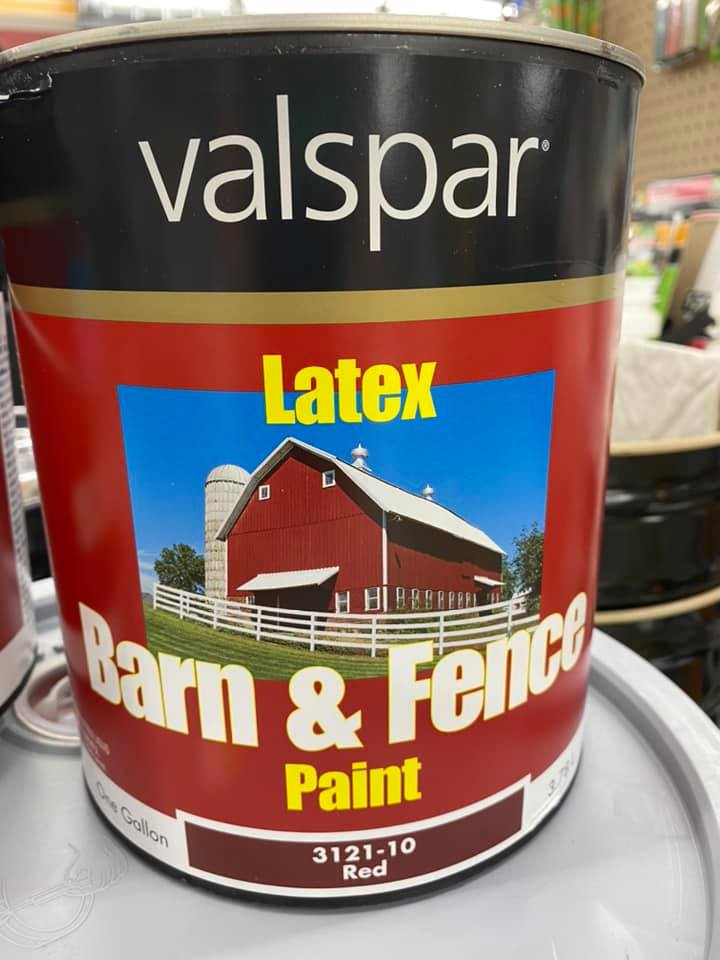 valspar®
Latex
Barn & Fence
Paint
One Gallon
3121-10
Red